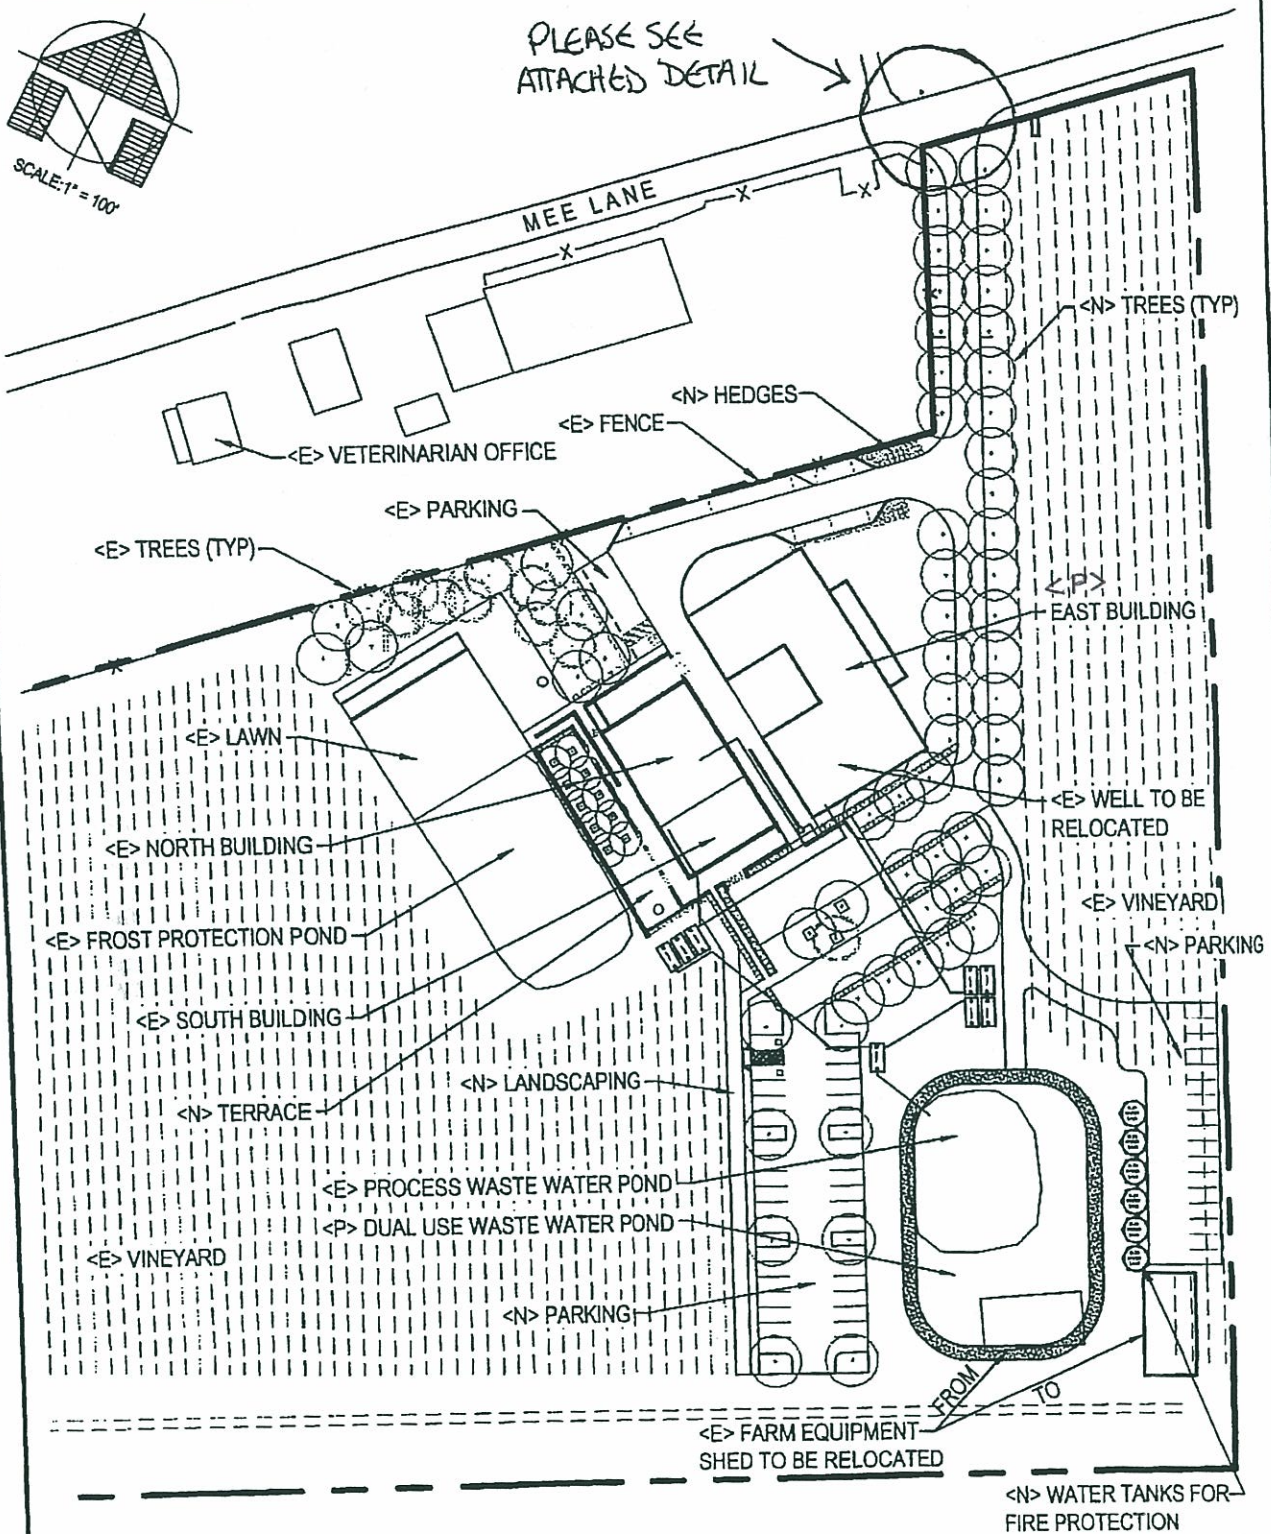 PLEASE SEE
ATTACHED DETAIL
SCALE:1" = 100'
MEE LANE
X
X
X
<N> TREES (TYP)
<N> HEDGES
<E> FENCE
<E> VETERINARIAN OFFICE
<E> PARKING
<E> TREES (TYP)
<P>
EAST BUILDING
<E> LAWN
<E> WELL TO BE
RELOCATED
<E> NORTH BUILDING
<E> VINEYARD
<E> FROST PROTECTION POND
<N> PARKING
<E> SOUTH BUILDING
<N> LANDSCAPING
<N> TERRACE
<E> PROCESS WASTE WATER POND
<P> DUAL USE WASTE WATER POND
<E> VINEYARD
<N> PARKING
FROM
TO
<E> FARM EQUIPMENT
SHED TO BE RELOCATED
<N> WATER TANKS FOR
FIRE PROTECTION